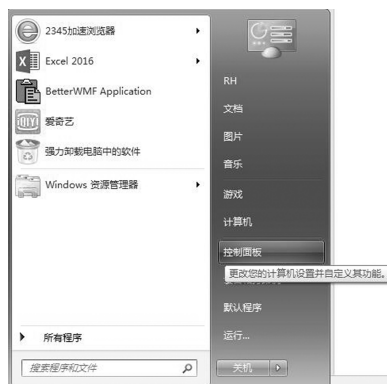 2345加速浏览器
Excel 2016
BetterWMF Application
爱奇艺
强力卸载电脑中的软件
Windows 资源管理器
所有程序
搜索程序和文件
RH
文档
图片
音乐
游戏
计算机
控制面板
更改您的计算机设置并自定义其功能。
默认程序
运行...
关机